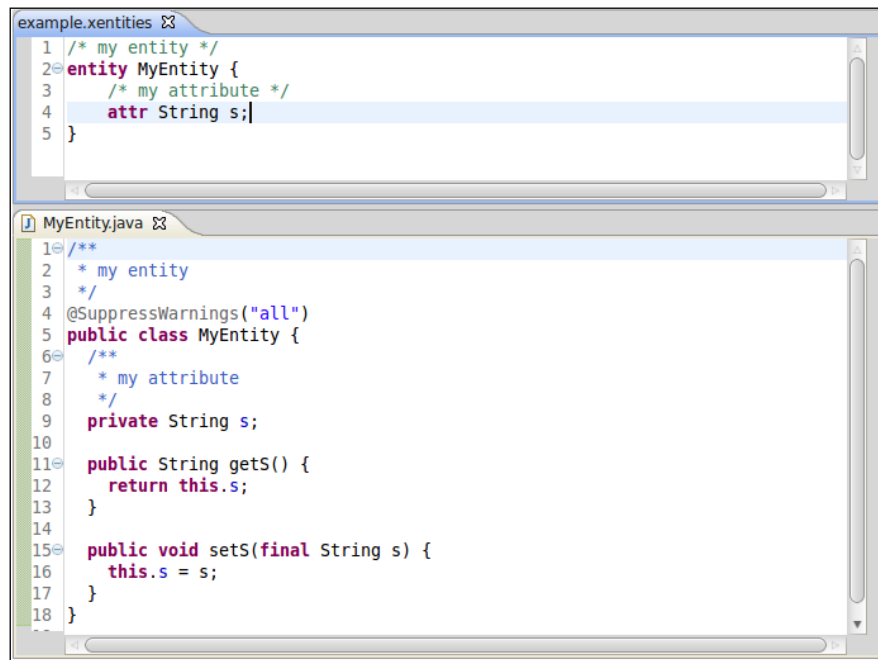 example.xentities
1 /* my entity */
2 entity MyEntity {
3     /* my attribute */
4     attr String s;
5 }
MyEntity.java
1 /**
2  * my entity
3  */
4 @SuppressWarnings("all")
5 public class MyEntity {
6   /**
7    * my attribute
8    */
9   private String s;
10
11   public String getS() {
12     return this.s;
13   }
14
15   public void setS(final String s) {
16     this.s = s;
17   }
18 }